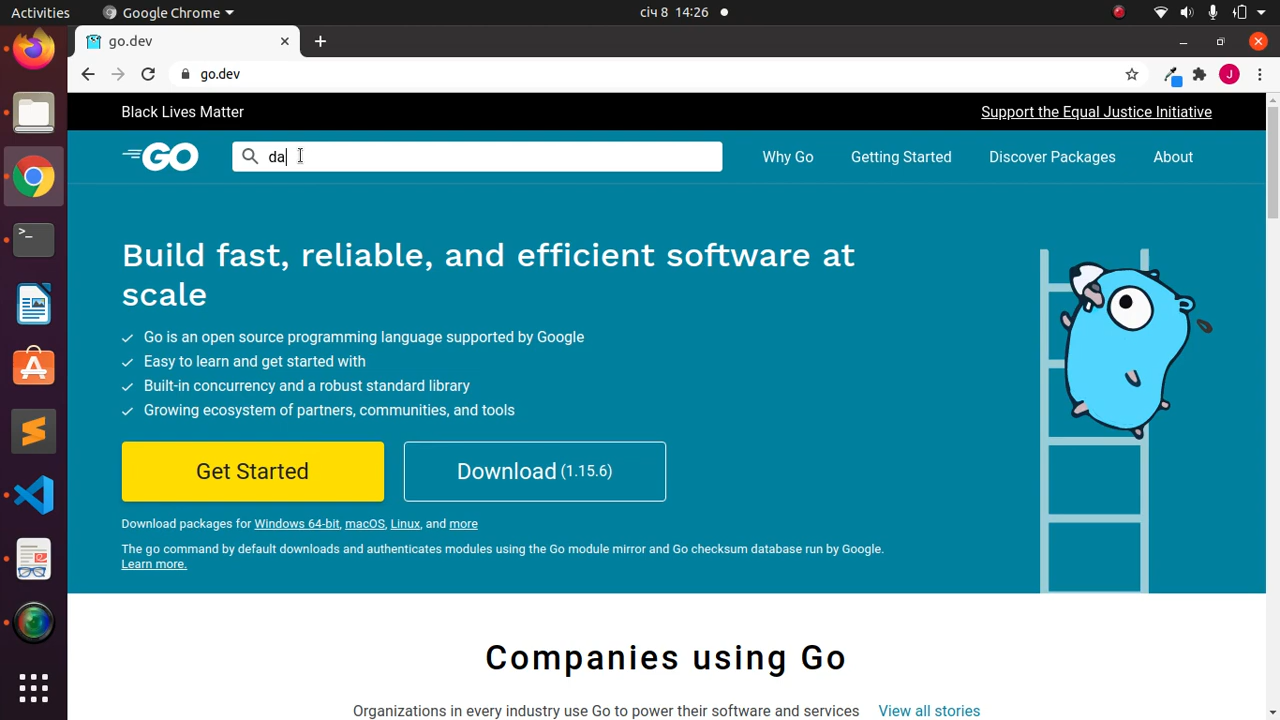 Activities
Google Chrome
січ 8 14:26
go.dev
go.dev
Black Lives Matter
Support the Equal Justice Initiative
GO
da
Why Go
Getting Started
Discover Packages
About
Build fast, reliable, and efficient software at
scale
Go is an open source programming language supported by Google
Easy to learn and get started with
Built-in concurrency and a robust standard library
Growing ecosystem of partners, communities, and tools
Get Started
Download (1.15.6)
Download packages for Windows 64-bit, macOS, Linux, and more
The go command by default downloads and authenticates modules using the Go module mirror and Go checksum database run by Google.
Learn more.
Companies using Go
Organizations in every industry use Go to power their software and services View all stories
J